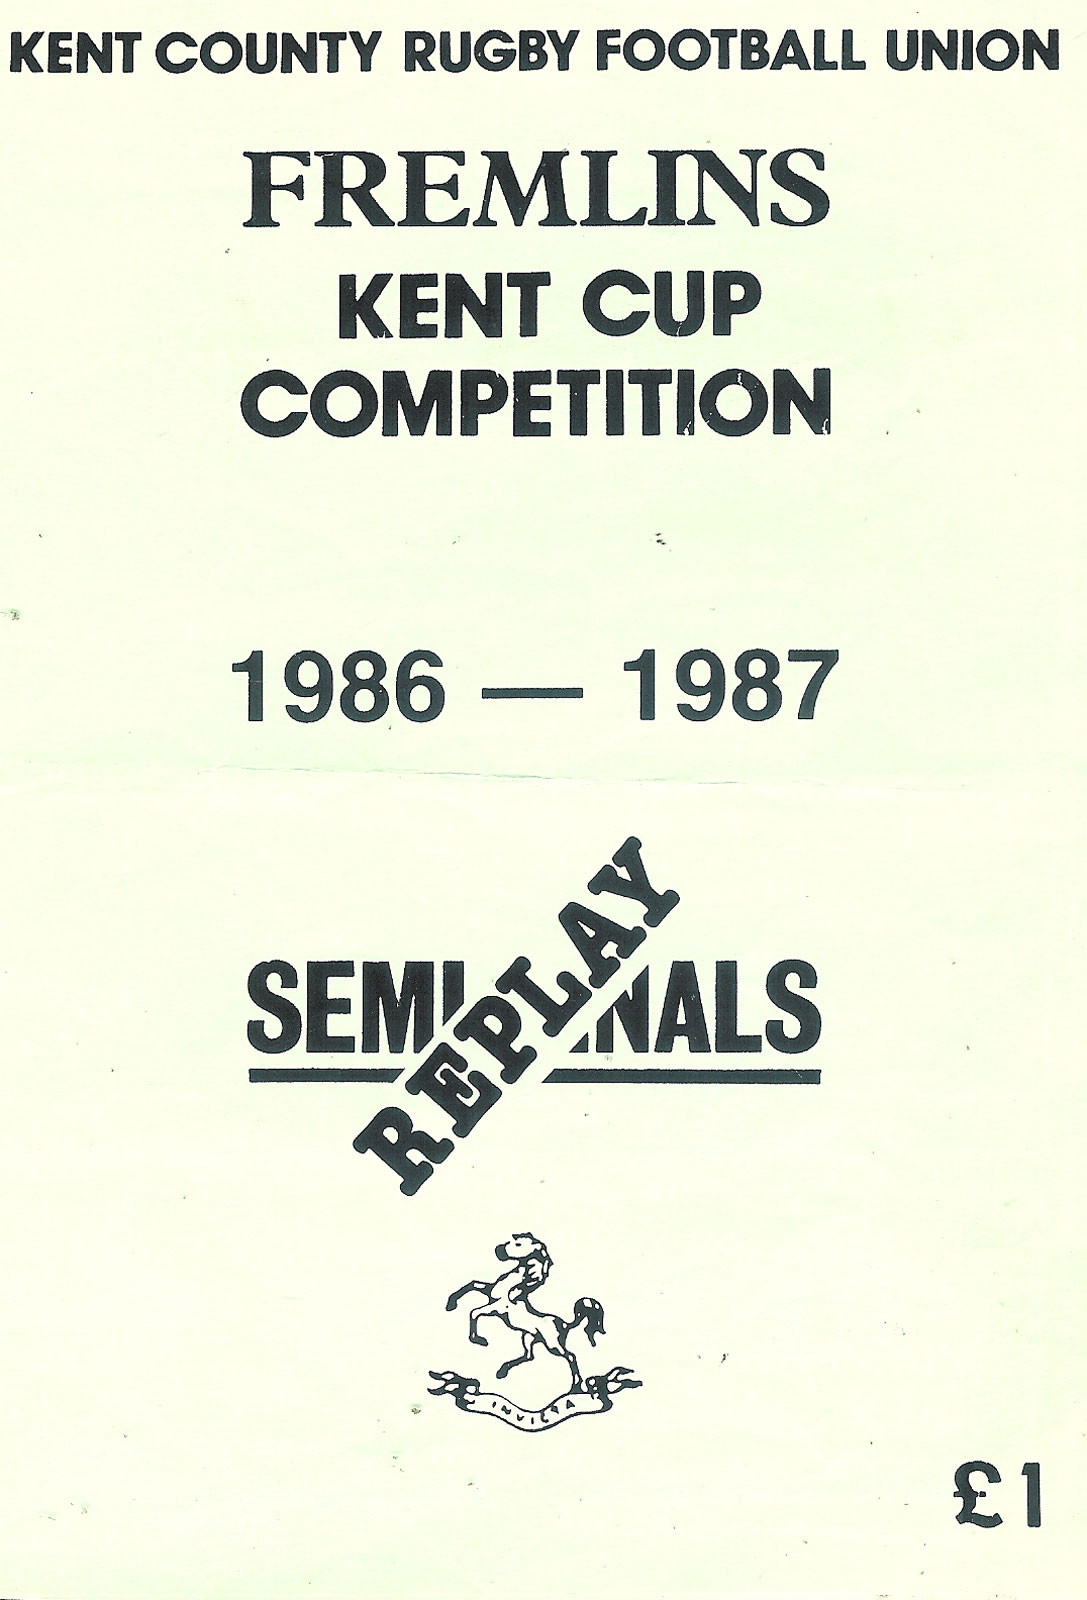 KENT COUNTY RUGBY FOOTBALL UNION
FREMLINS
KENT CUP
COMPETITION
1986 — 1987
REPLAY
SEMI NALS
INVICTA
£1